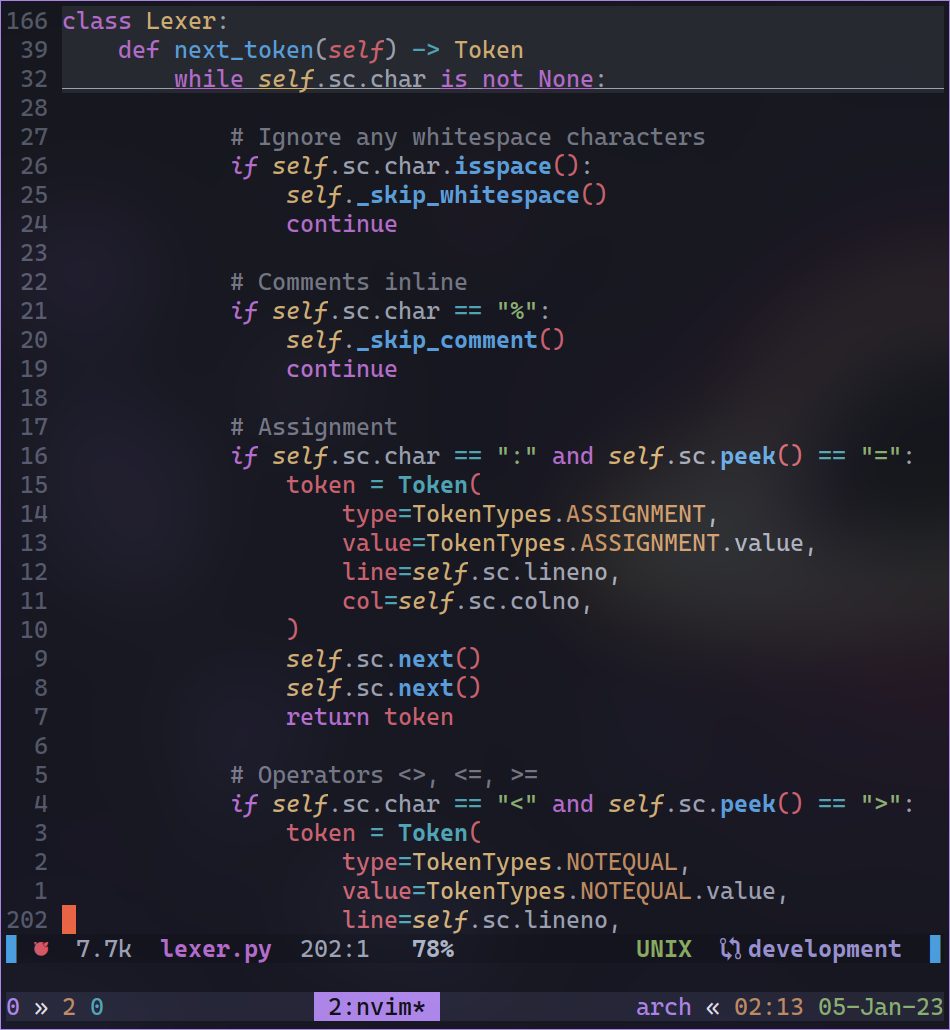 166 class Lexer:
39     def next_token(self) -> Token
32         while self.sc.char is not None:
28
27             # Ignore any whitespace characters
26             if self.sc.char.isspace():
25                 self._skip_whitespace()
24                 continue
23
22             # Comments inline
21             if self.sc.char == "%":
20                 self._skip_comment()
19                 continue
18
17             # Assignment
16             if self.sc.char == ":" and self.sc.peek() == "=":
15                 token = Token(
14                     type=TokenTypes.ASSIGNMENT,
13                     value=TokenTypes.ASSIGNMENT.value,
12                     line=self.sc.lineno,
11                     col=self.sc.colno,
10                 )
9                 self.sc.next()
8                 self.sc.next()
7                 return token
6
5             # Operators <>, <=, >=
4             if self.sc.char == "<" and self.sc.peek() == ">":
3                 token = Token(
2                     type=TokenTypes.NOTEQUAL,
1                     value=TokenTypes.NOTEQUAL.value,
202                     line=self.sc.lineno,
7.7k lexer.py 202:1 78% UNIX development
0 » 2 0 2:nvim* arch « 02:13 05-Jan-23